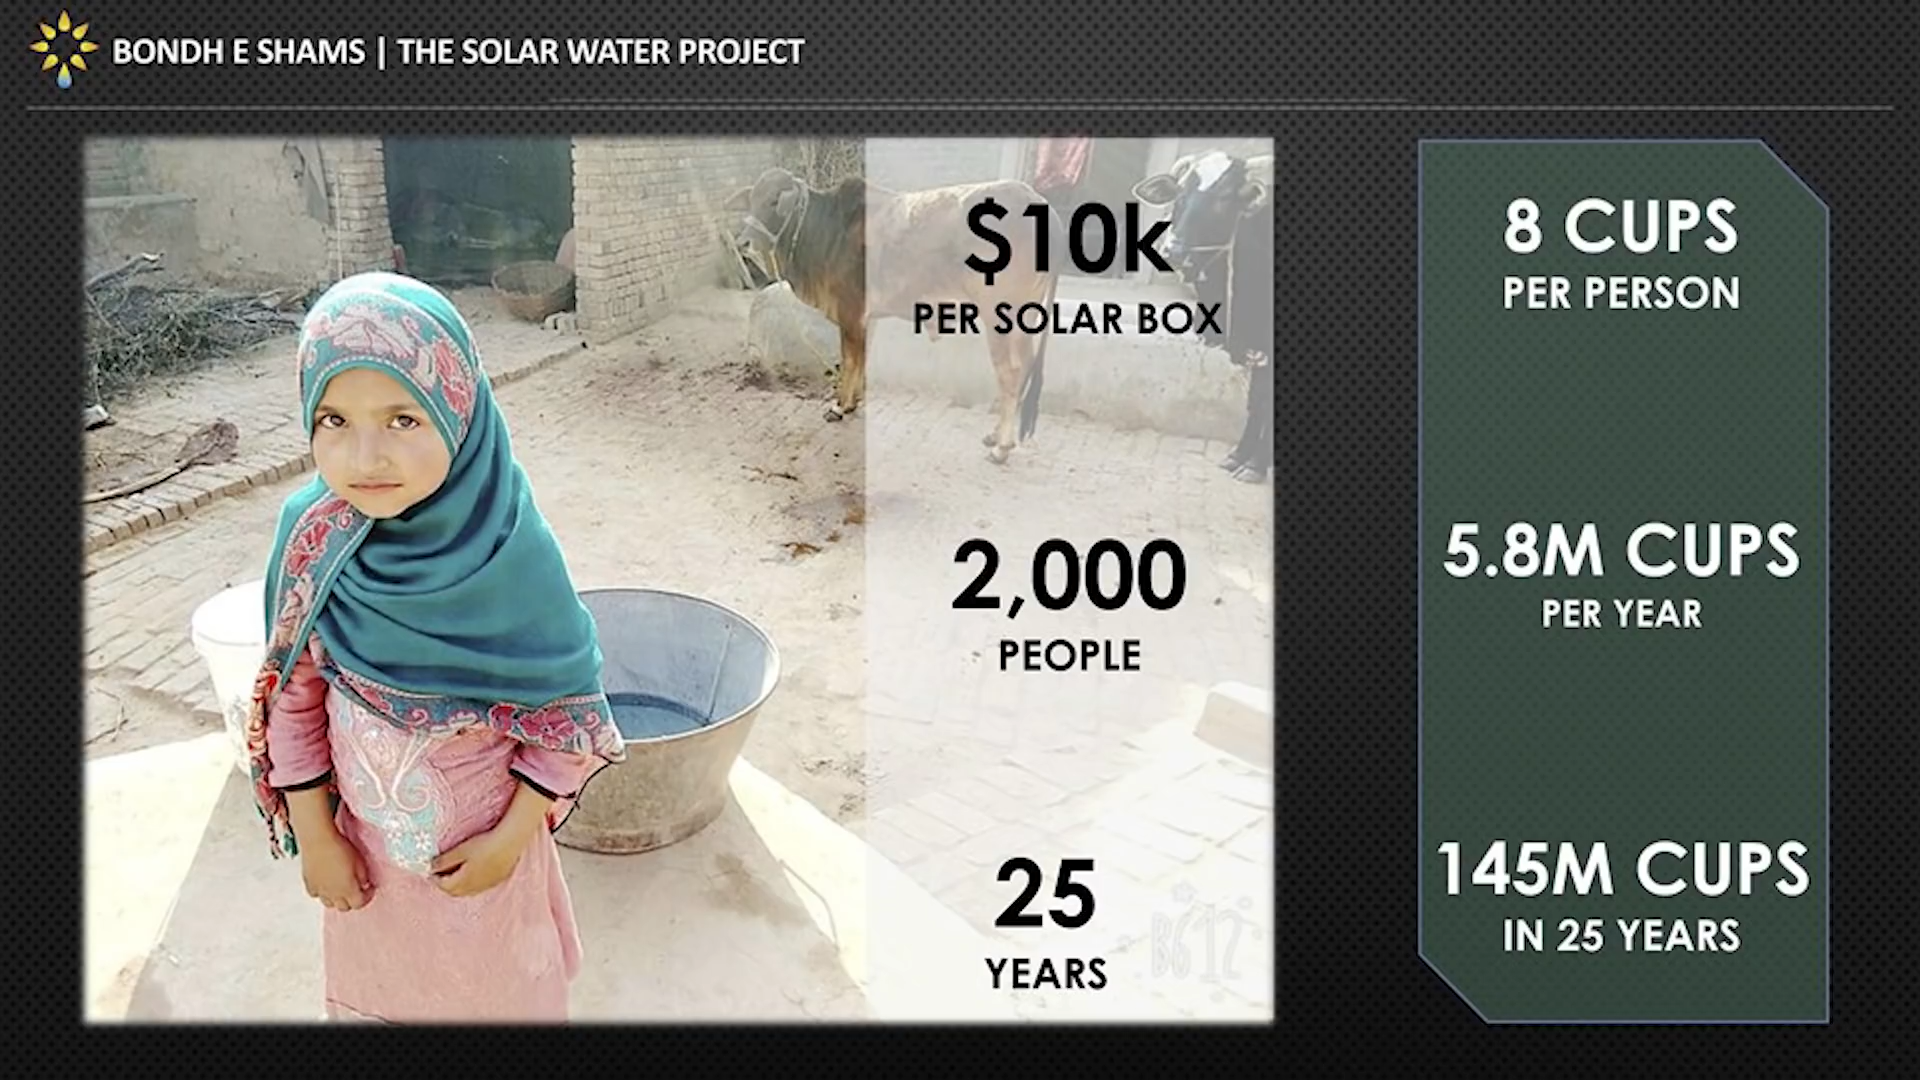 BONDH E SHAMS | THE SOLAR WATER PROJECT
$10k
PER SOLAR BOX
2,000
PEOPLE
25
YEARS
B612
8 CUPS
PER PERSON
5.8M CUPS
PER YEAR
145M CUPS
IN 25 YEARS